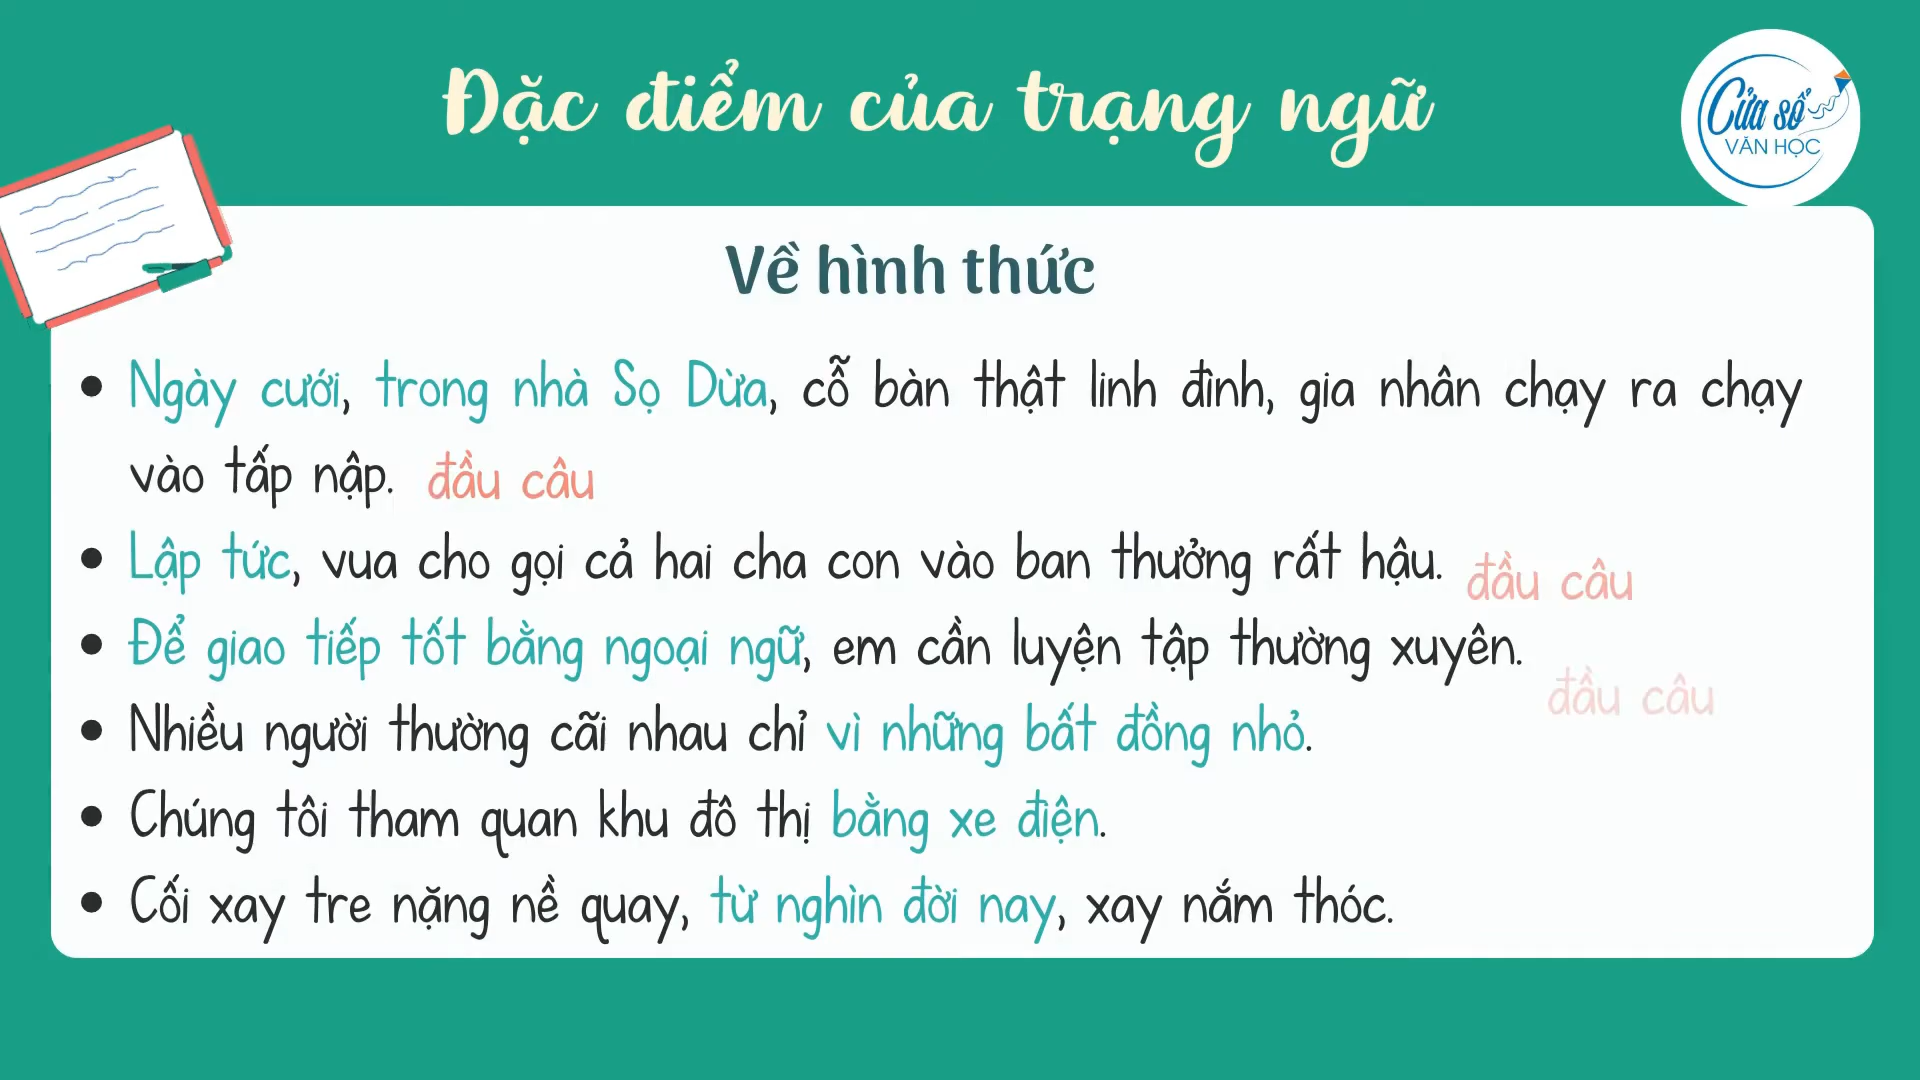 Đặc điểm của trạng ngữ
Cửa sổ
VĂN HỌC
Về hình thức
Ngày cưới, trong nhà Sọ Dừa, cỗ bàn thật linh đình, gia nhân chạy ra chạy
vào tấp nập. đầu câu
Lập tức, vua cho gọi cả hai cha con vào ban thưởng rất hậu. đầu câu
Để giao tiếp tốt bằng ngoại ngữ, em cần luyện tập thường xuyên.
đầu câu
Nhiều người thường cãi nhau chỉ vì những bất đồng nhỏ.
Chúng tôi tham quan khu đô thị bằng xe điện.
Cối xay tre nặng nề quay, từ nghìn đời nay, xay nắm thóc.